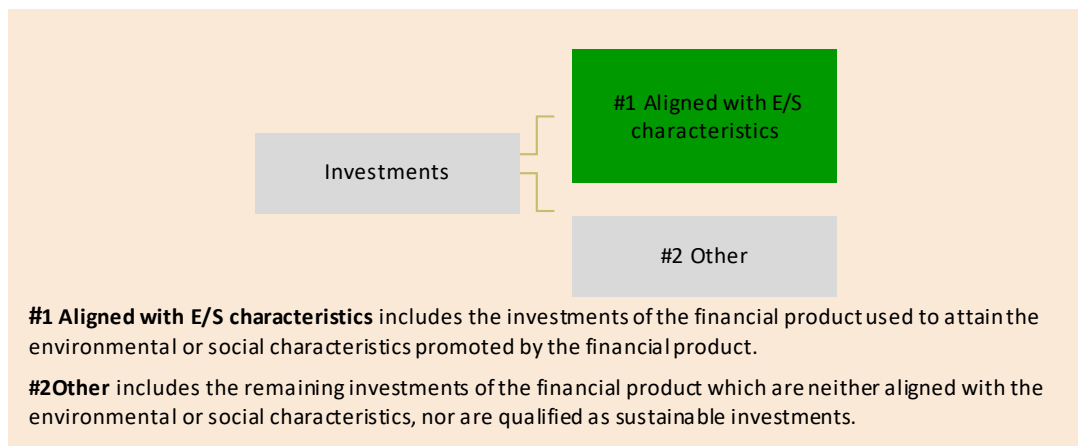 #1 Aligned with E/S
characteristics
Investments
#2 Other
#1 Aligned with E/S characteristics includes the investments of the financial product used to attain the
environmental or social characteristics promoted by the financial product.
#2Other includes the remaining investments of the financial product which are neither aligned with the
environmental or social characteristics, nor are qualified as sustainable investments.